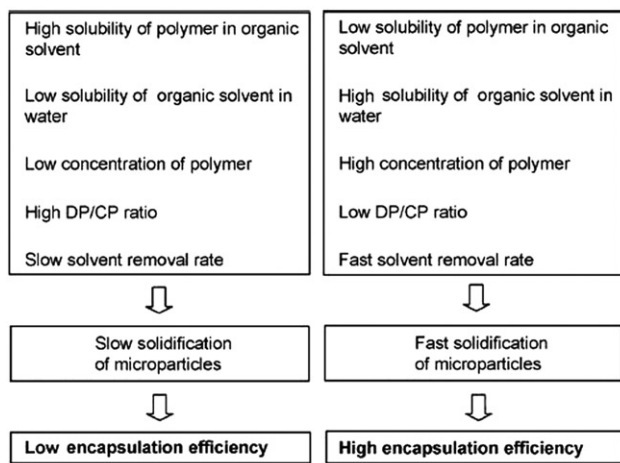 High solubility of polymer in organic
solvent
Low solubility of organic solvent in
water
Low concentration of polymer
High DP/CP ratio
Slow solvent removal rate
Slow solidification
of microparticles
Low encapsulation efficiency
Low solubility of polymer in organic
solvent
High solubility of organic solvent in
water
High concentration of polymer
Low DP/CP ratio
Fast solvent removal rate
Fast solidification
of microparticles
High encapsulation efficiency